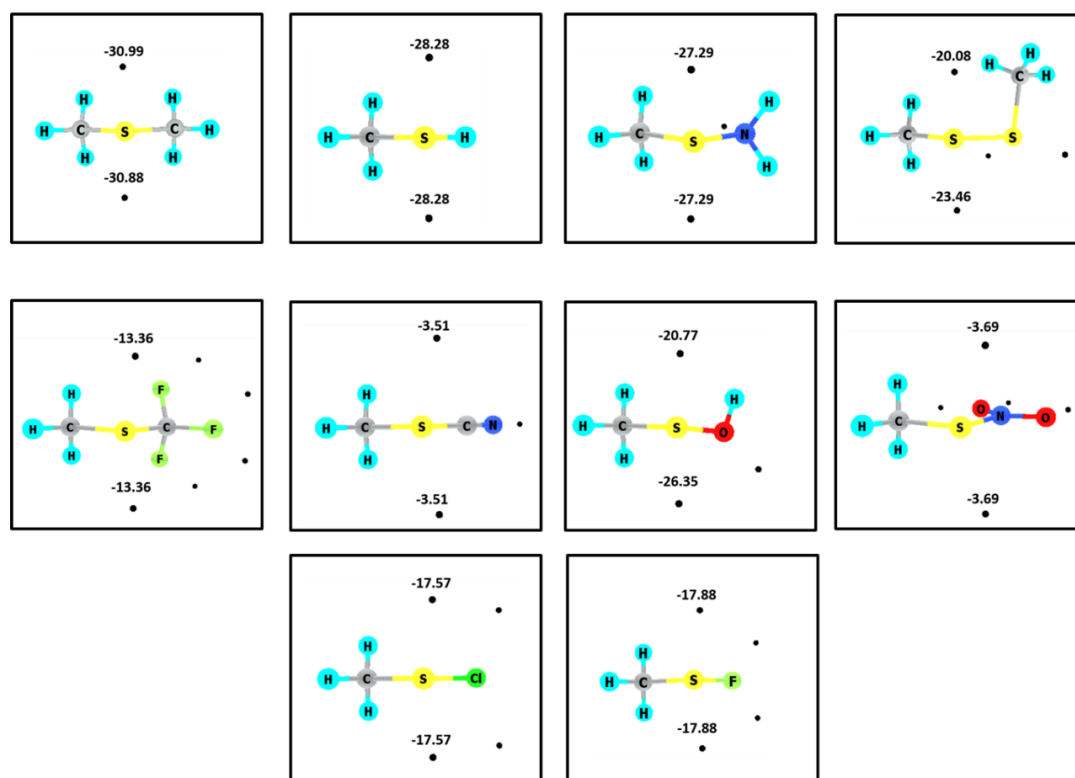 -30.99
H H
H C S C H
H H
-30.88
-28.28
H
H C S H
H
-28.28
-27.29
H H
H C S N
H H
-27.29
-20.08
H H
C H
H
H C S S
H
-23.46
-13.36
H F
H C S C F
H F
-13.36
-3.51
H
H C S C N
H
-3.51
-20.77
H H
H C S O
H
-26.35
-3.69
H O
H C S N O
H
-3.69
-17.57
H
H C S Cl
H
-17.57
-17.88
H
H C S F
H
-17.88